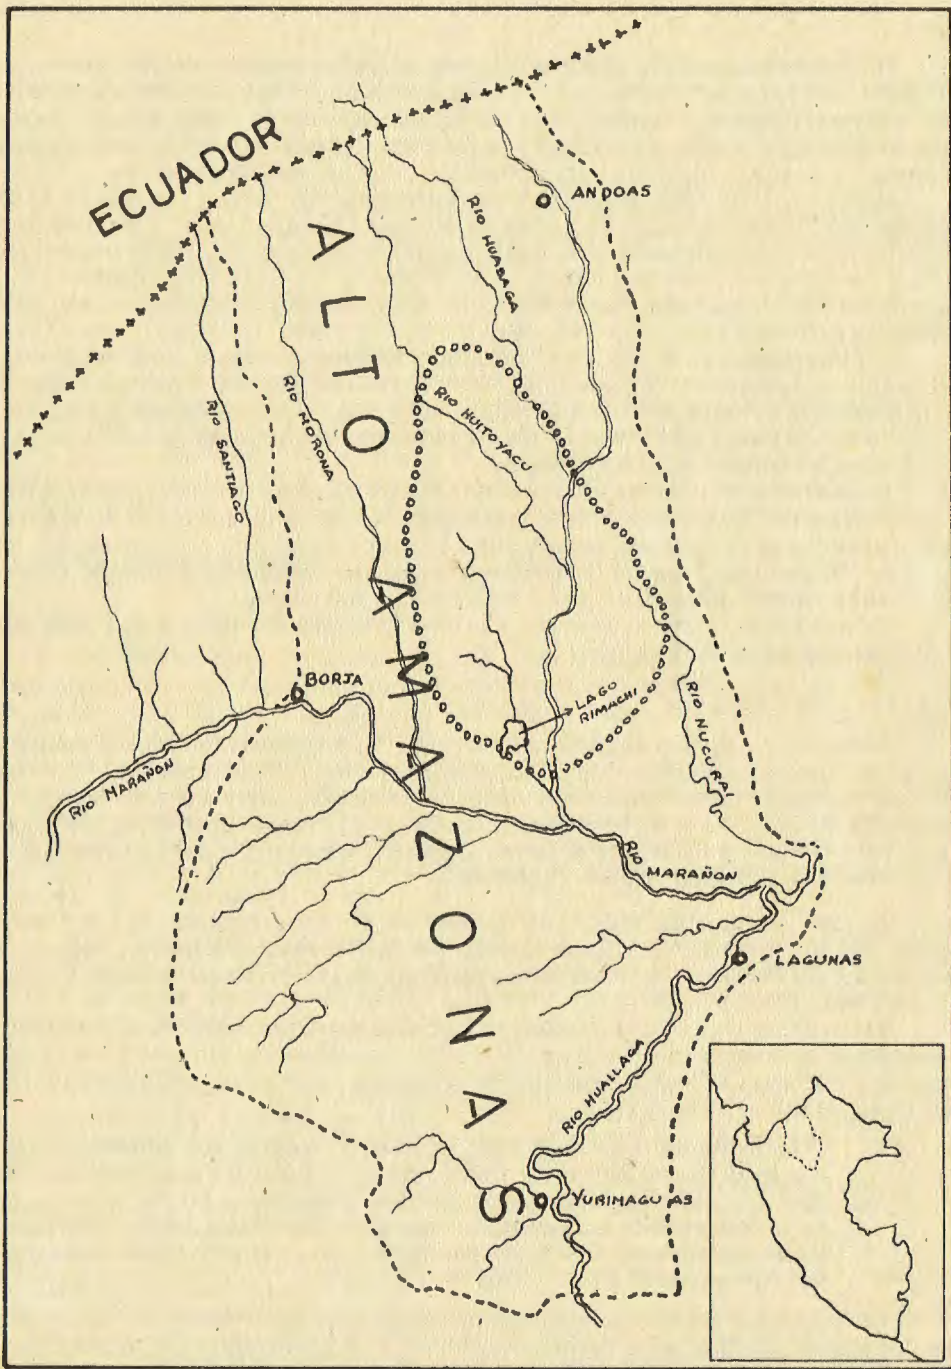 ECUADOR
ALTO AMAZONAS
ANDOAS
RIO HUASAGA
RIO HUITOYACU
RIO MORONA
RIO SANTIAGO
BORJA
LAGO
RIMACHI
RIO NUCURAI
RIO MARAÑON
RIO
MARAÑON
LAGUNAS
RIO HUALLAGA
YURIMAGUAS